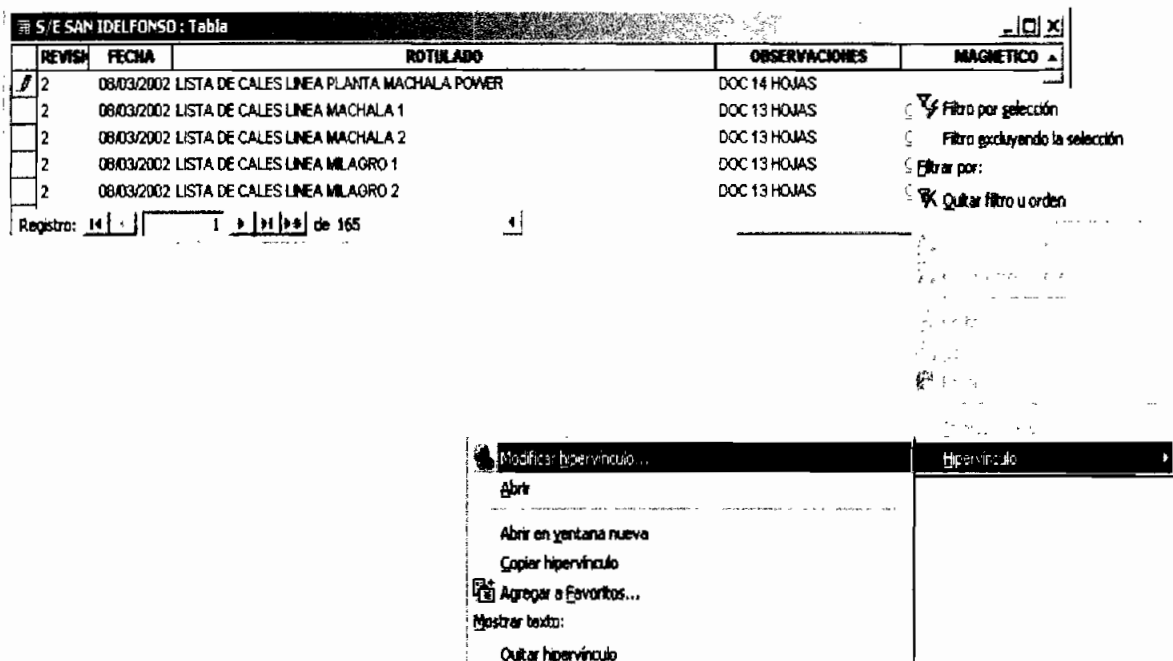 S/E SAN IDELFONSO : Tabla
REVISI FECHA ROTULADO OBSERVACIONES MAGNETICO
2 08/03/2002 LISTA DE CALES LINEA PLANTA MACHALA POWER DOC 14 HOJAS
2 08/03/2002 LISTA DE CALES LINEA MACHALA 1 DOC 13 HOJAS
2 08/03/2002 LISTA DE CALES LINEA MACHALA 2 DOC 13 HOJAS
2 08/03/2002 LISTA DE CALES LINEA MILAGRO 1 DOC 13 HOJAS
2 08/03/2002 LISTA DE CALES LINEA MILAGRO 2 DOC 13 HOJAS
Registro: 1 de 165
Filtro por selección
Filtro excluyendo la selección
Filtrar por:
Quitar filtro u orden
Hipervínculo
Modificar hipervínculo...
Abrir
Abrir en ventana nueva
Copiar hipervínculo
Agregar a Favoritos...
Mostrar texto:
Quitar hipervínculo